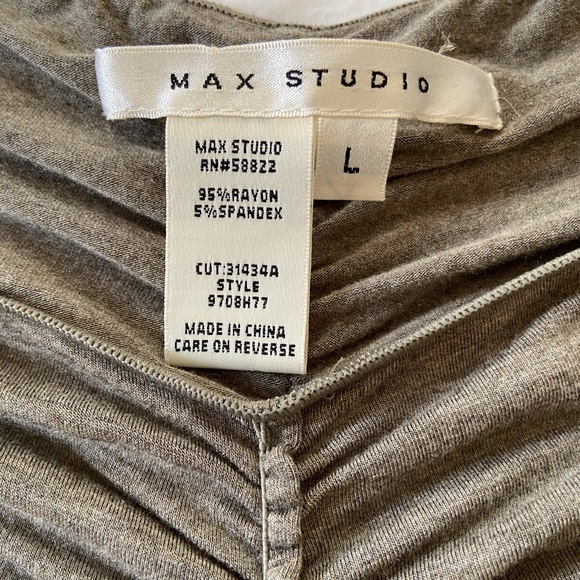 MAX STUDIO
MAX STUDIO
RN#58822
L
95%RAYON
5%SPANDEX
CUT:31434A
STYLE
9708H77
MADE IN CHINA
CARE ON REVERSE